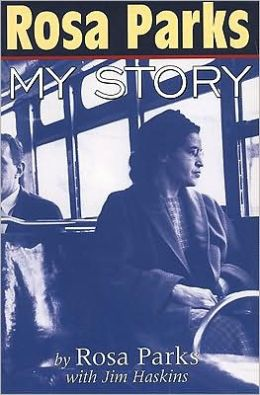 Rosa Parks
MY STORY
by Rosa Parks
with Jim Haskins